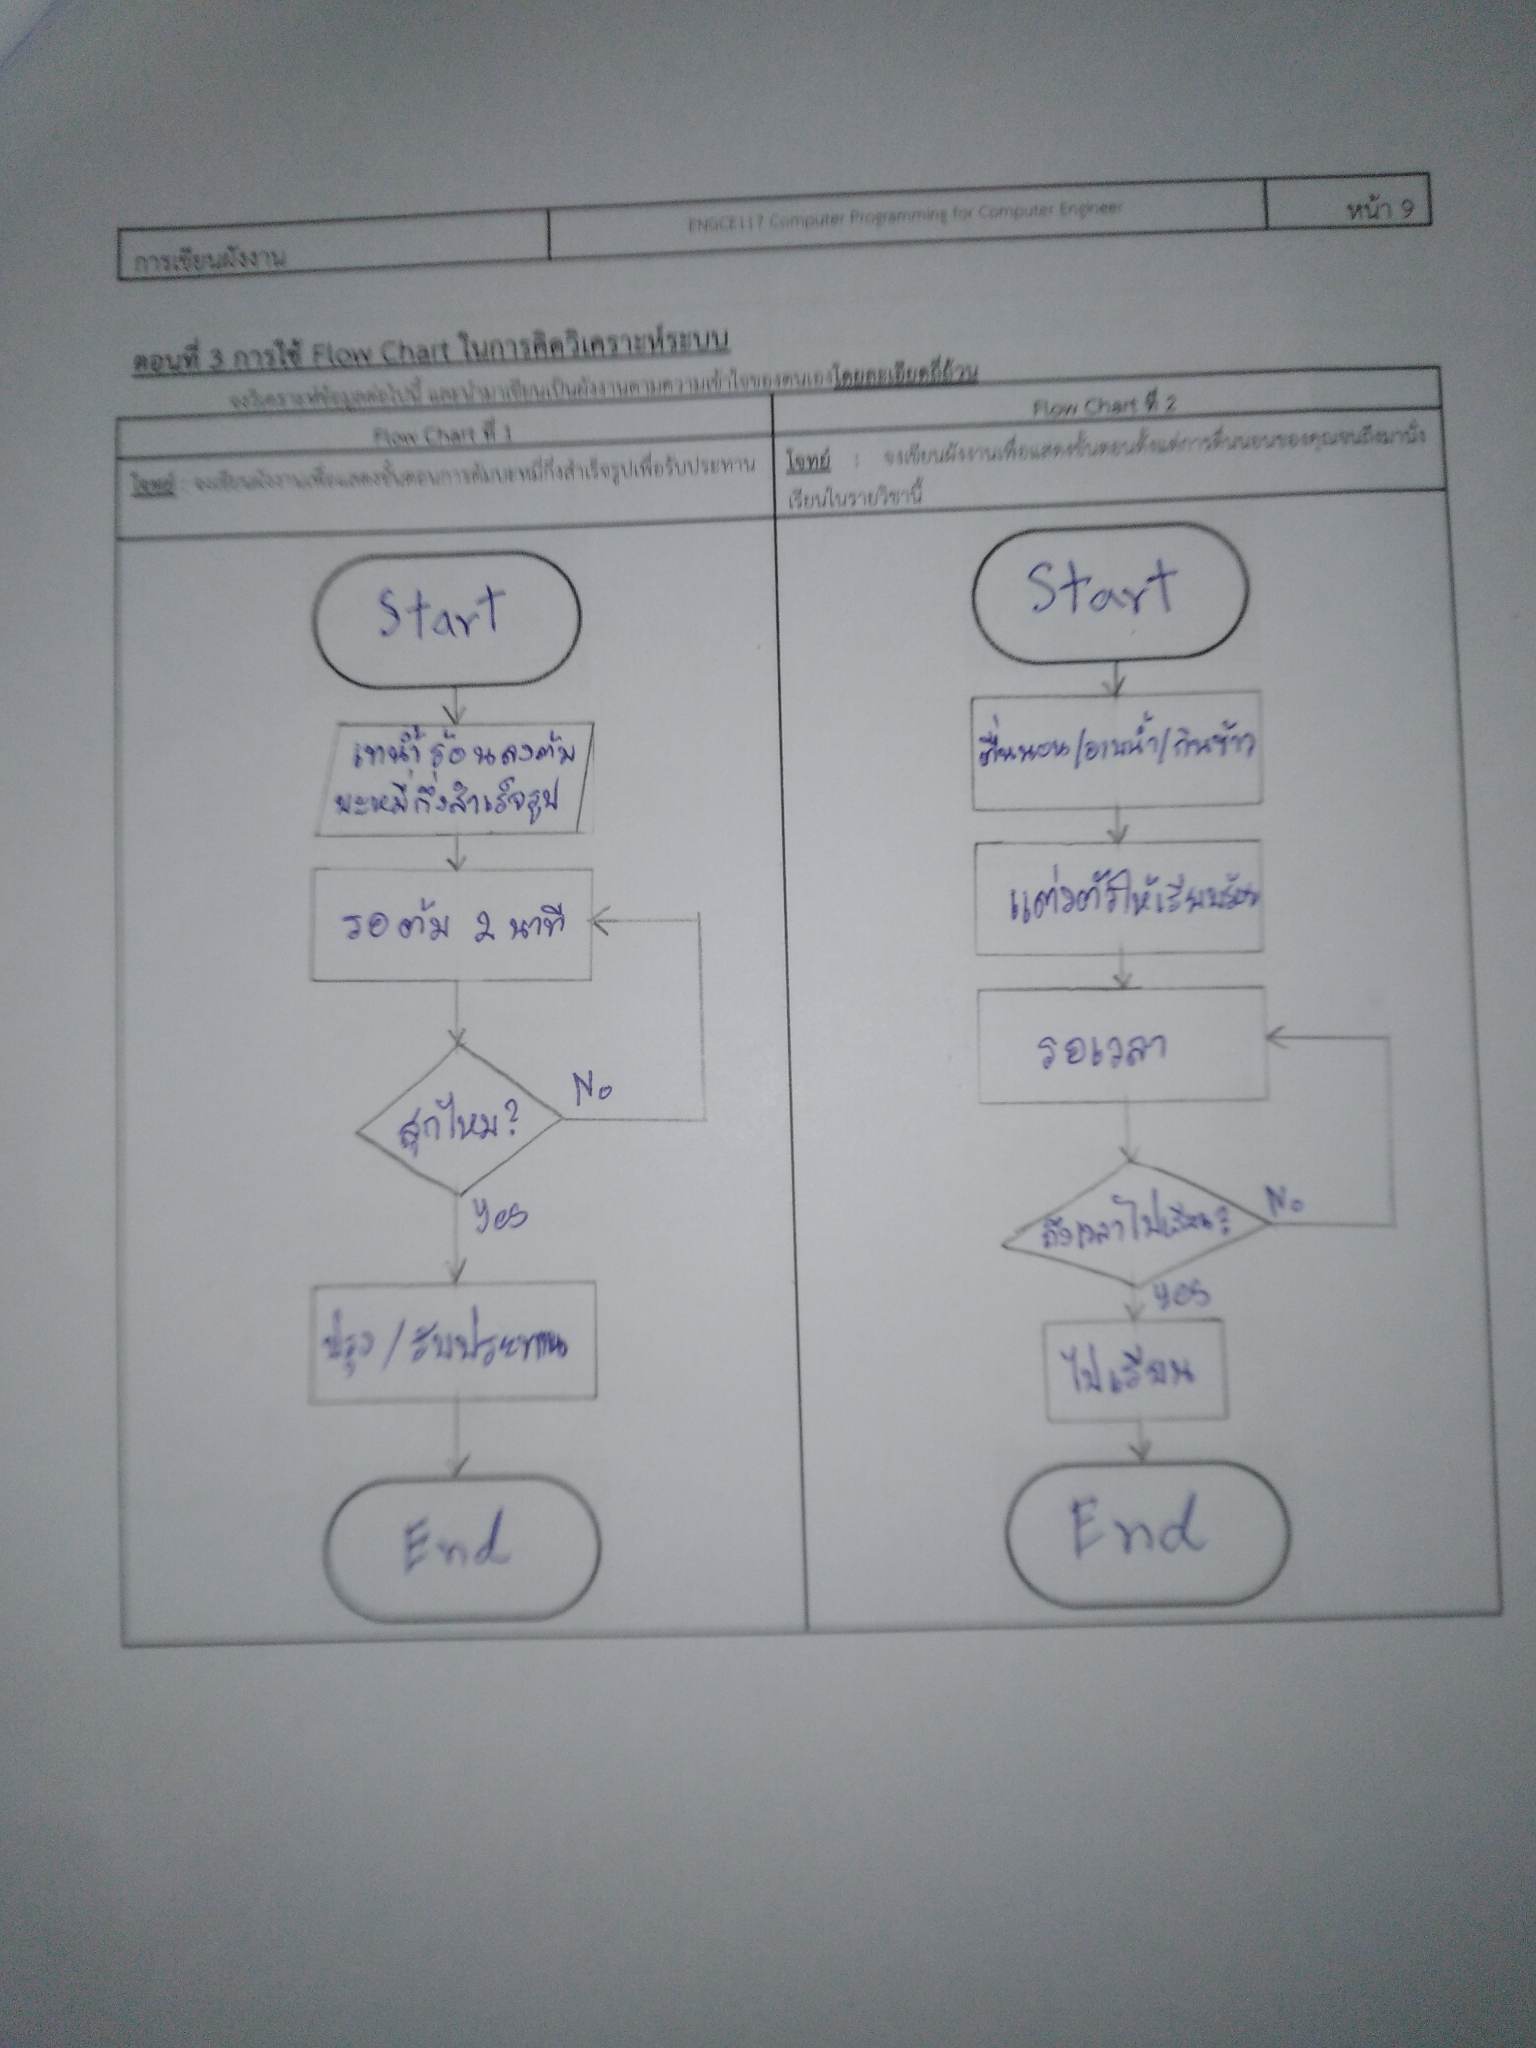 การเขียนผังงาน
ENGCE117 Computer Programming for Computer Engineer
หน้า 9
ตอนที่ 3 การใช้ Flow Chart ในการคิดวิเคราะห์ระบบ
จงวิเคราะห์ข้อมูลต่อไปนี้ และนำมาเขียนเป็นผังงานตามความเข้าใจของตนเองโดยละเอียดถี่ถ้วน
Flow Chart ที่ 1
โจทย์ : จงเขียนผังงานเพื่อแสดงขั้นตอนการต้มบะหมี่กึ่งสำเร็จรูปเพื่อรับประทาน
Start
เทน้ำร้อนลงต้ม
บะหมี่กึ่งสำเร็จรูป
รอต้ม 2 นาที
สุกไหม?
No
Yes
ปรุง / รับประทาน
End
Flow Chart ที่ 2
โจทย์ : จงเขียนผังงานเพื่อแสดงขั้นตอนตั้งแต่การตื่นนอนของคุณจนถึงมานั่ง
เรียนในรายวิชานี้
Start
ตื่นนอน/อาบน้ำ/กินข้าว
แต่งตัวให้เรียบร้อย
รอเวลา
ถึงเวลาไปเรียน?
No
Yes
ไปเรียน
End